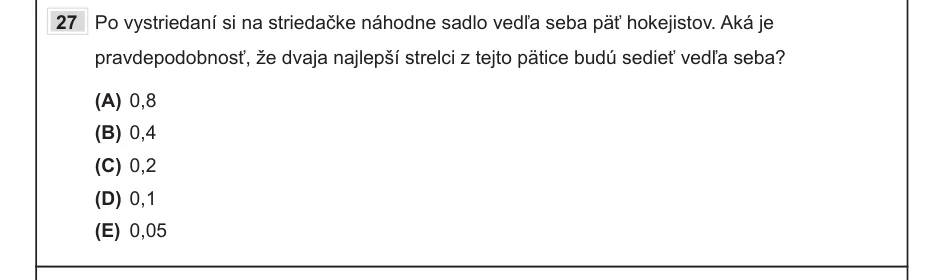 27 Po vystriedaní si na striedačke náhodne sadlo vedľa seba päť hokejistov. Aká je
pravdepodobnosť, že dvaja najlepší strelci z tejto pätice budú sedieť vedľa seba?
(A) 0,8
(B) 0,4
(C) 0,2
(D) 0,1
(E) 0,05